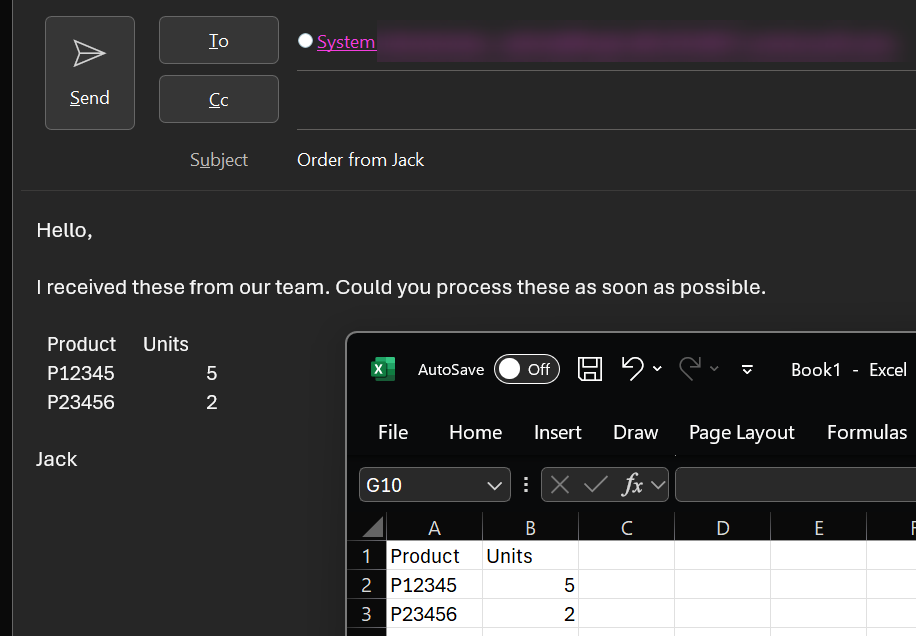 Send
To
System
Cc
Subject Order from Jack
Hello,
I received these from our team. Could you process these as soon as possible.
Product Units
P12345 5
P23456 2
Jack
AutoSave Off Book1 - Excel
File Home Insert Draw Page Layout Formulas
G10 fx
A B C D E F
1 Product Units
2 P12345 5
3 P23456 2